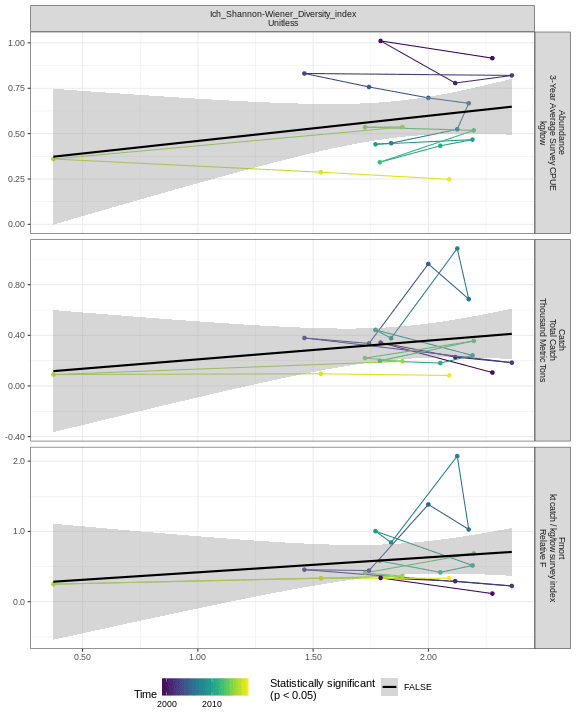 Ich_Shannon-Wiener_Diversity_index
Unitless
1.00
0.75
0.50
0.25
0.00
Abundance
3-Year Average Survey CPUE
kg/tow
0.80
0.40
0.00
-0.40
Catch
Total Catch
Thousand Metric Tons
2.0
1.0
0.0
Fmort
kt catch / kg/tow survey index
Relative F
0.50
1.00
1.50
2.00
Time
2000
2010
Statistically significant
(p < 0.05)
FALSE